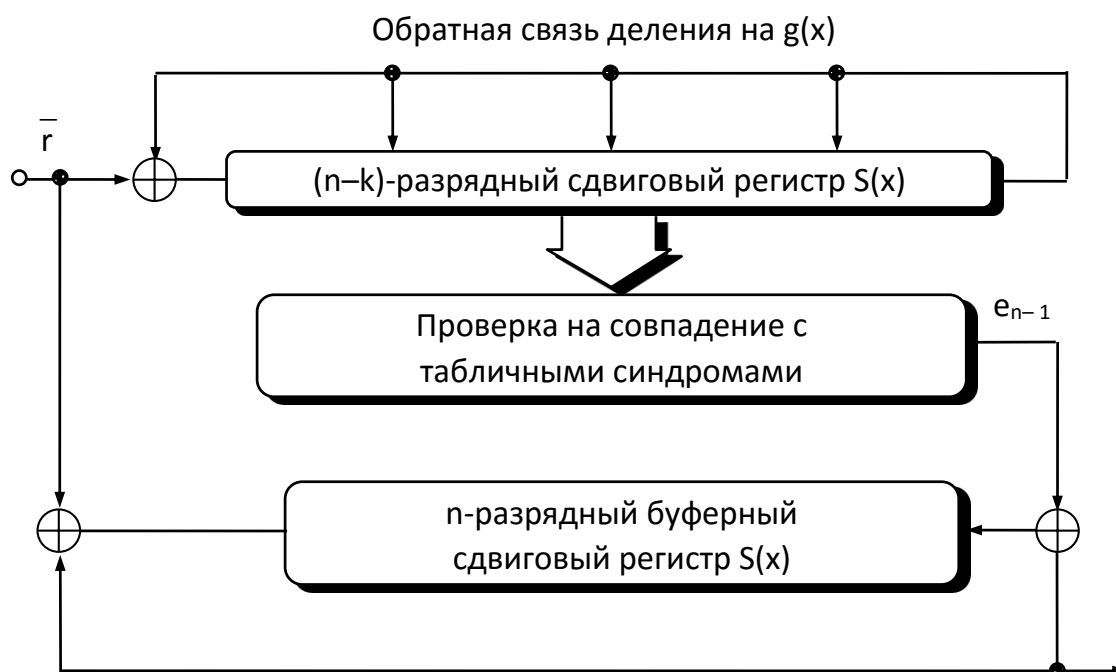 Обратная связь деления на g(x)
r̅
(n–k)-разрядный сдвиговый регистр S(x)
Проверка на совпадение с
табличными синдромами
eₙ₋₁
n-разрядный буферный
сдвиговый регистр S(x)